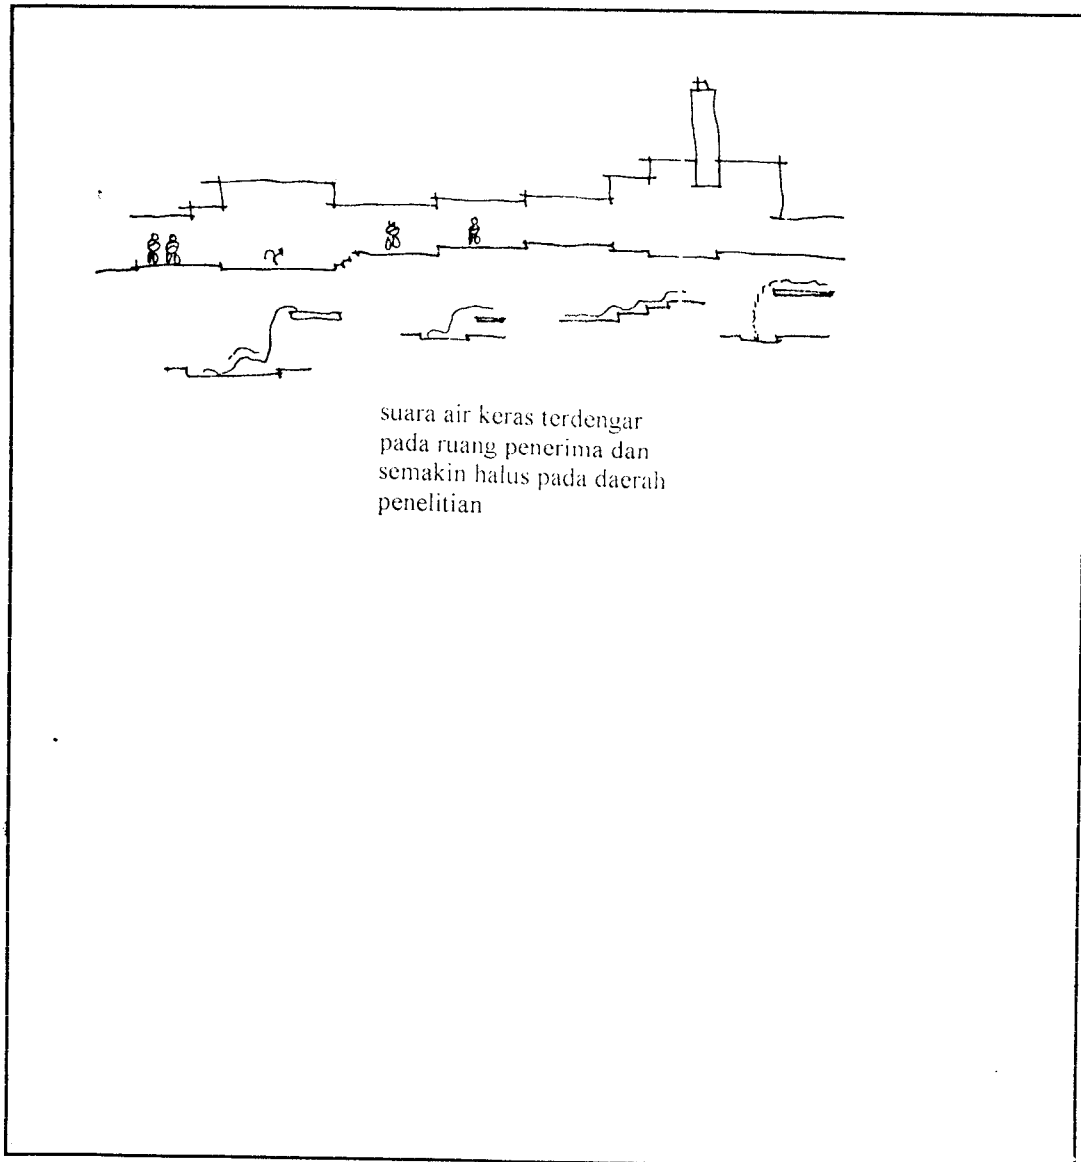 suara air keras terdengar
pada ruang penerima dan
semakin halus pada daerah
penelitian